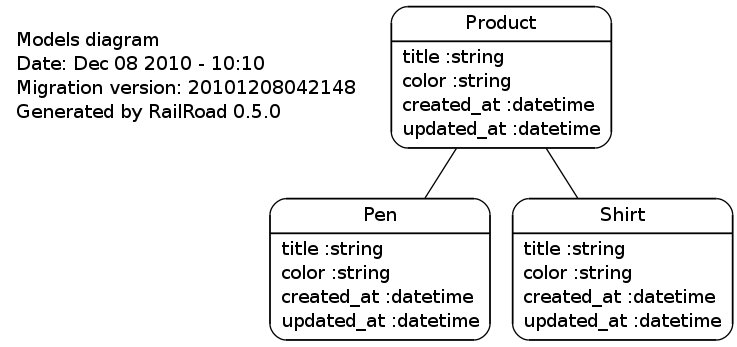 Models diagram
Date: Dec 08 2010 - 10:10
Migration version: 20101208042148
Generated by RailRoad 0.5.0
Product
title :string
color :string
created_at :datetime
updated_at :datetime
Pen
title :string
color :string
created_at :datetime
updated_at :datetime
Shirt
title :string
color :string
created_at :datetime
updated_at :datetime